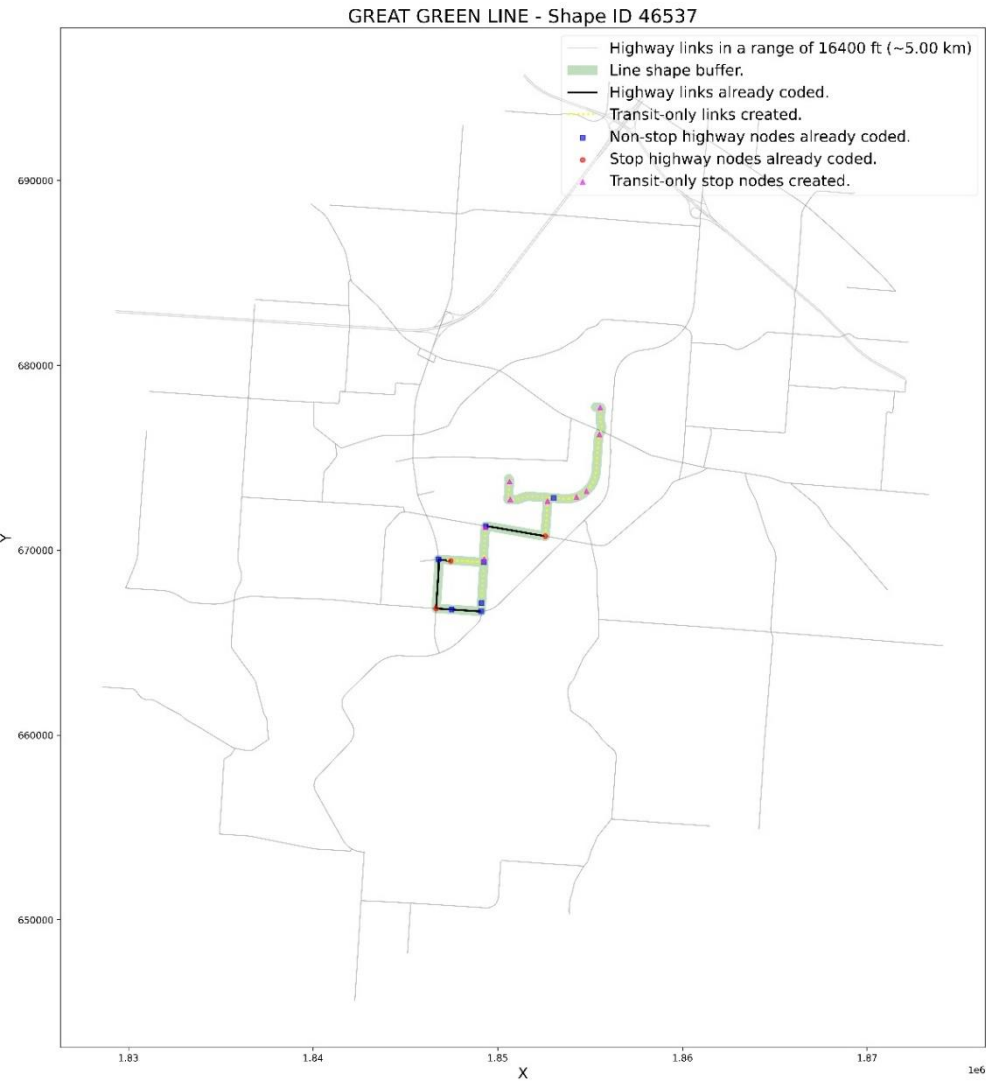 GREAT GREEN LINE - Shape ID 46537
Highway links in a range of 16400 ft (~5.00 km)
Line shape buffer.
Highway links already coded.
Transit-only links created.
Non-stop highway nodes already coded.
Stop highway nodes already coded.
Transit-only stop nodes created.
690000
680000
Y
670000
660000
650000
1.83
1.84
1.85
1.86
1.87
1e6
X